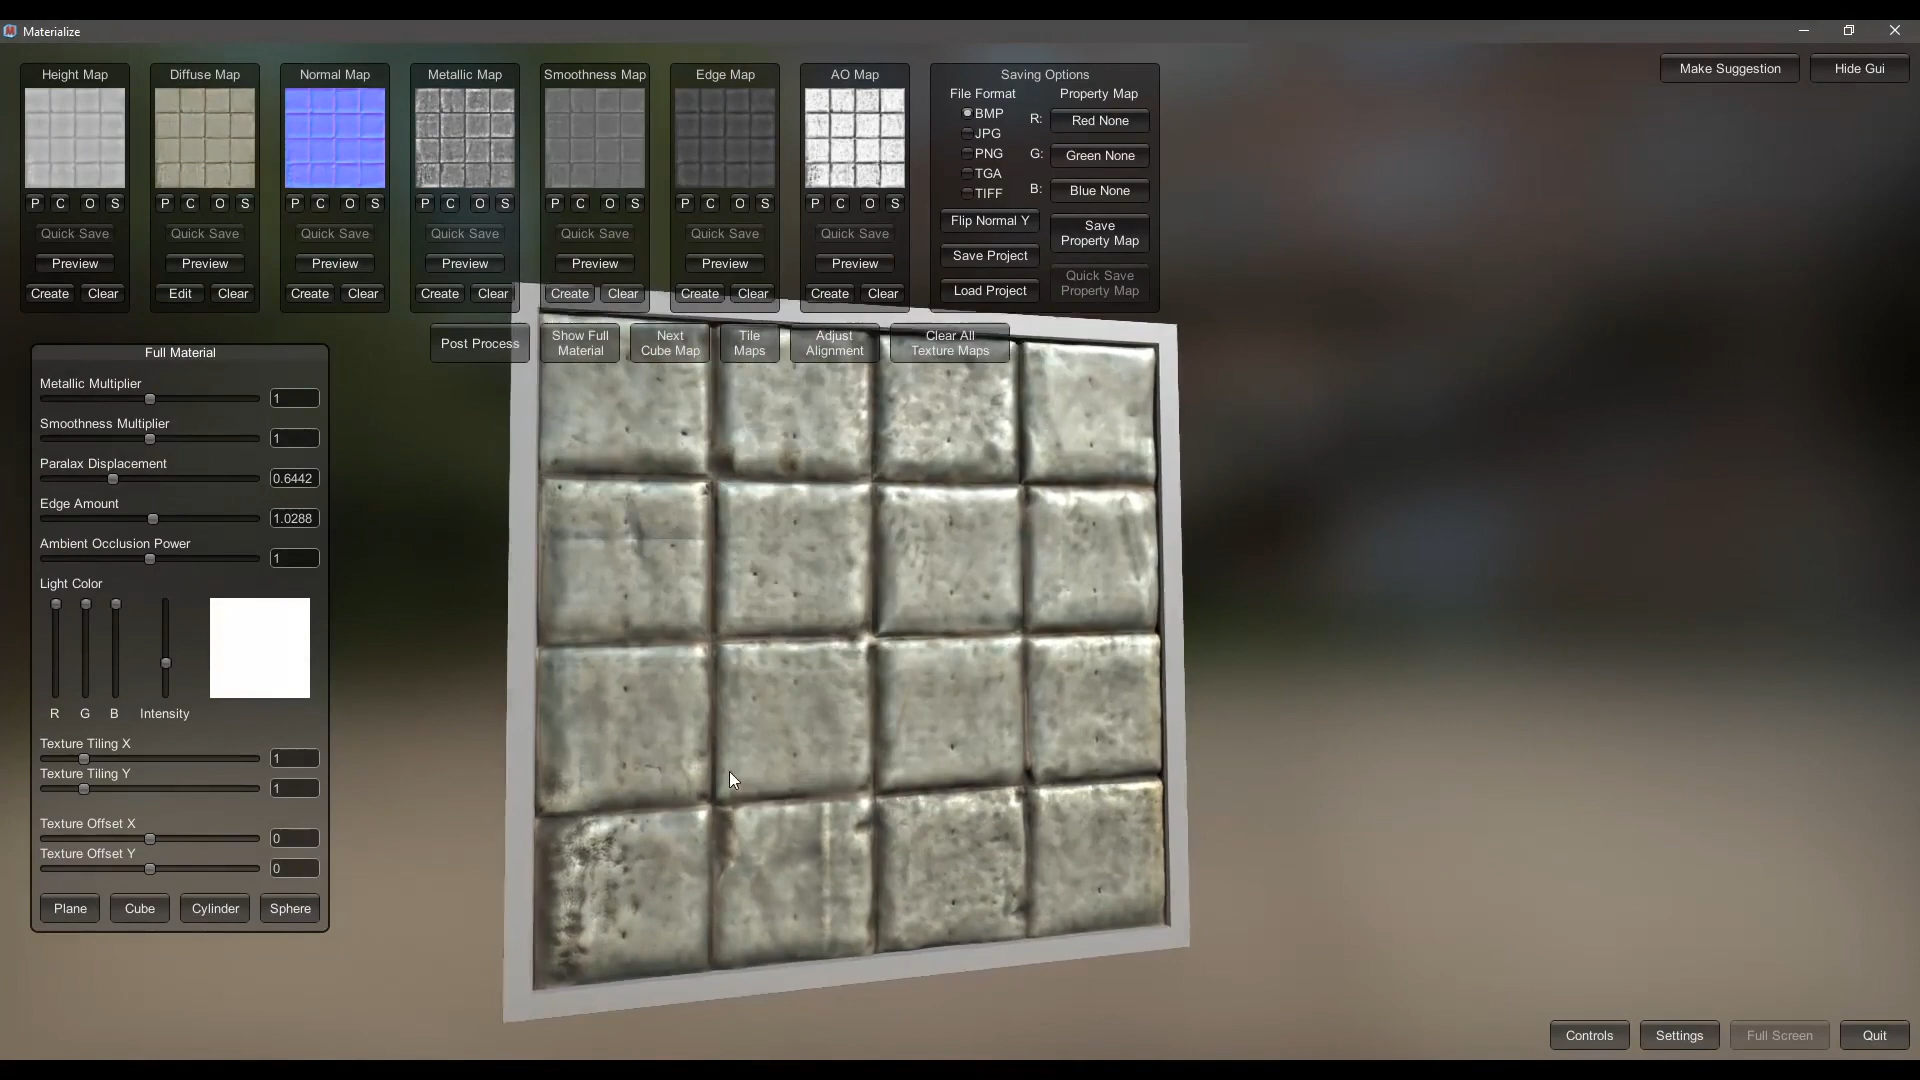 Materialize
Make Suggestion
Hide Gui
Height Map
Diffuse Map
Normal Map
Metallic Map
Smoothness Map
Edge Map
AO Map
P C O S
P C O S
P C O S
P C O S
P C O S
P C O S
P C O S
Quick Save
Quick Save
Quick Save
Quick Save
Quick Save
Quick Save
Quick Save
Preview
Preview
Preview
Preview
Preview
Preview
Preview
Create Clear
Edit Clear
Create Clear
Create Clear
Create Clear
Create Clear
Create Clear
Saving Options
File Format
Property Map
BMP
JPG
PNG
TGA
TIFF
R: Red None
G: Green None
B: Blue None
Flip Normal Y
Save Project
Load Project
Save
Property Map
Quick Save
Property Map
Post Process
Show Full
Material
Next
Cube Map
Tile
Maps
Adjust
Alignment
Clear All
Texture Maps
Full Material
Metallic Multiplier
1
Smoothness Multiplier
1
Paralax Displacement
0.6442
Edge Amount
1.0288
Ambient Occlusion Power
1
Light Color
R G B Intensity
Texture Tiling X
1
Texture Tiling Y
1
Texture Offset X
0
Texture Offset Y
0
Plane
Cube
Cylinder
Sphere
Controls
Settings
Full Screen
Quit